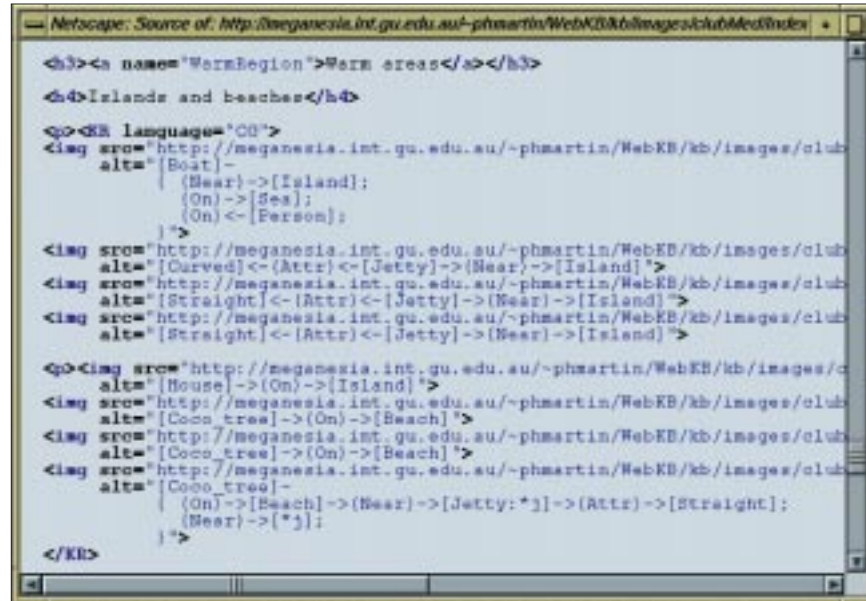 Netscape: Source of: http://meganesia.int.gu.edu.au/~phmartin/WebKB/kb/images/clubMed/index
<h3><a name="WarmRegion">Warm areas</a></h3>
<h4>Islands and beaches</h4>
<p><KR language="CG">
<img src="http://meganesia.int.gu.edu.au/~phmartin/WebKB/kb/images/club
alt="[Boat]-
{ (Near)->[Island];
(On)->[Sea];
(On)<-[Person];
}">
<img src="http://meganesia.int.gu.edu.au/~phmartin/WebKB/kb/images/club
alt="[Curved]<-(Attr)<-[Jetty]->(Near)->[Island]">
<img src="http://meganesia.int.gu.edu.au/~phmartin/WebKB/kb/images/club
alt="[Straight]<-(Attr)<-[Jetty]->(Near)->[Island]">
<img src="http://meganesia.int.gu.edu.au/~phmartin/WebKB/kb/images/club
alt="[Straight]<-(Attr)<-[Jetty]->(Near)->[Island]">
<p><img src="http://meganesia.int.gu.edu.au/~phmartin/WebKB/kb/images/c
alt="[House]->(On)->[Island]">
<img src="http://meganesia.int.gu.edu.au/~phmartin/WebKB/kb/images/club
alt="[Coco_tree]->(On)->[Beach]">
<img src="http://meganesia.int.gu.edu.au/~phmartin/WebKB/kb/images/club
alt="[Coco_tree]->(On)->[Beach]">
<img src="http://meganesia.int.gu.edu.au/~phmartin/WebKB/kb/images/club
alt="[Coco_tree]-
{ (On)->[Beach]->(Near)->[Jetty:*j]->(Attr)->[Straight];
(Near)->[*j];
}">
</KR>